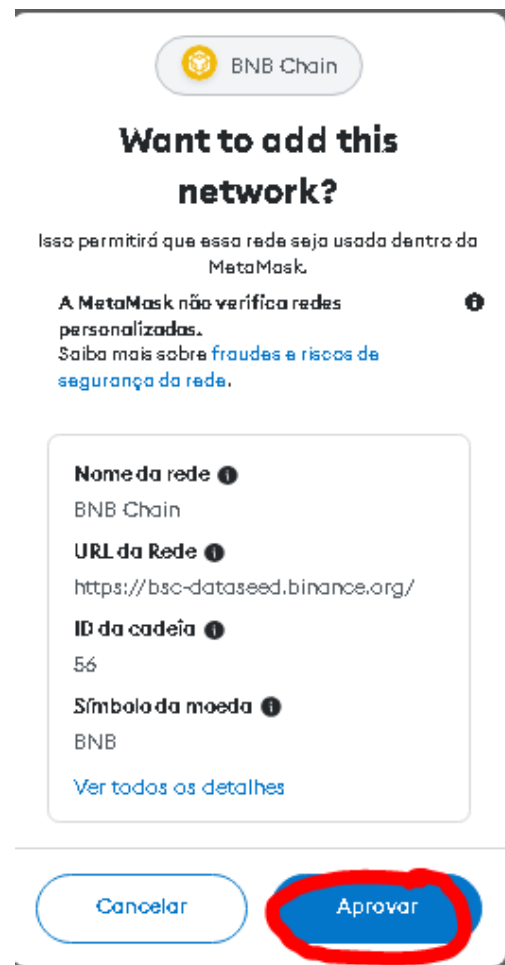 BNB Chain
Want to add this
network?
Isso permitirá que essa rede seja usada dentro da
MetaMask.
A MetaMask não verifica redes
personalizadas.
Saiba mais sobre fraudes e riscos de
segurança da rede.
Nome da rede
BNB Chain
URL da Rede
https://bsc-dataseed.binance.org/
ID da cadeia
56
Símbolo da moeda
BNB
Ver todos os detalhes
Cancelar
Aprovar